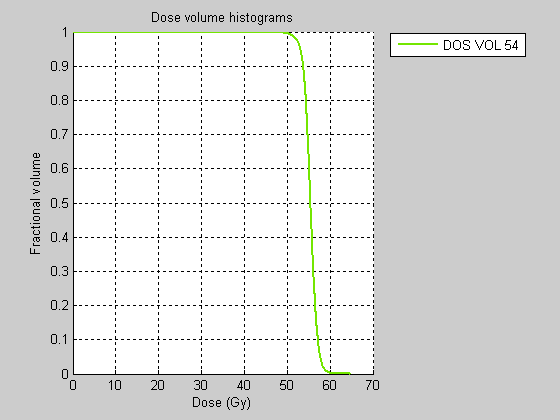 Dose volume histograms
DOS VOL 54
1
0.9
0.8
0.7
0.6
0.5
0.4
0.3
0.2
0.1
0
Fractional volume
0 10 20 30 40 50 60 70
Dose (Gy)